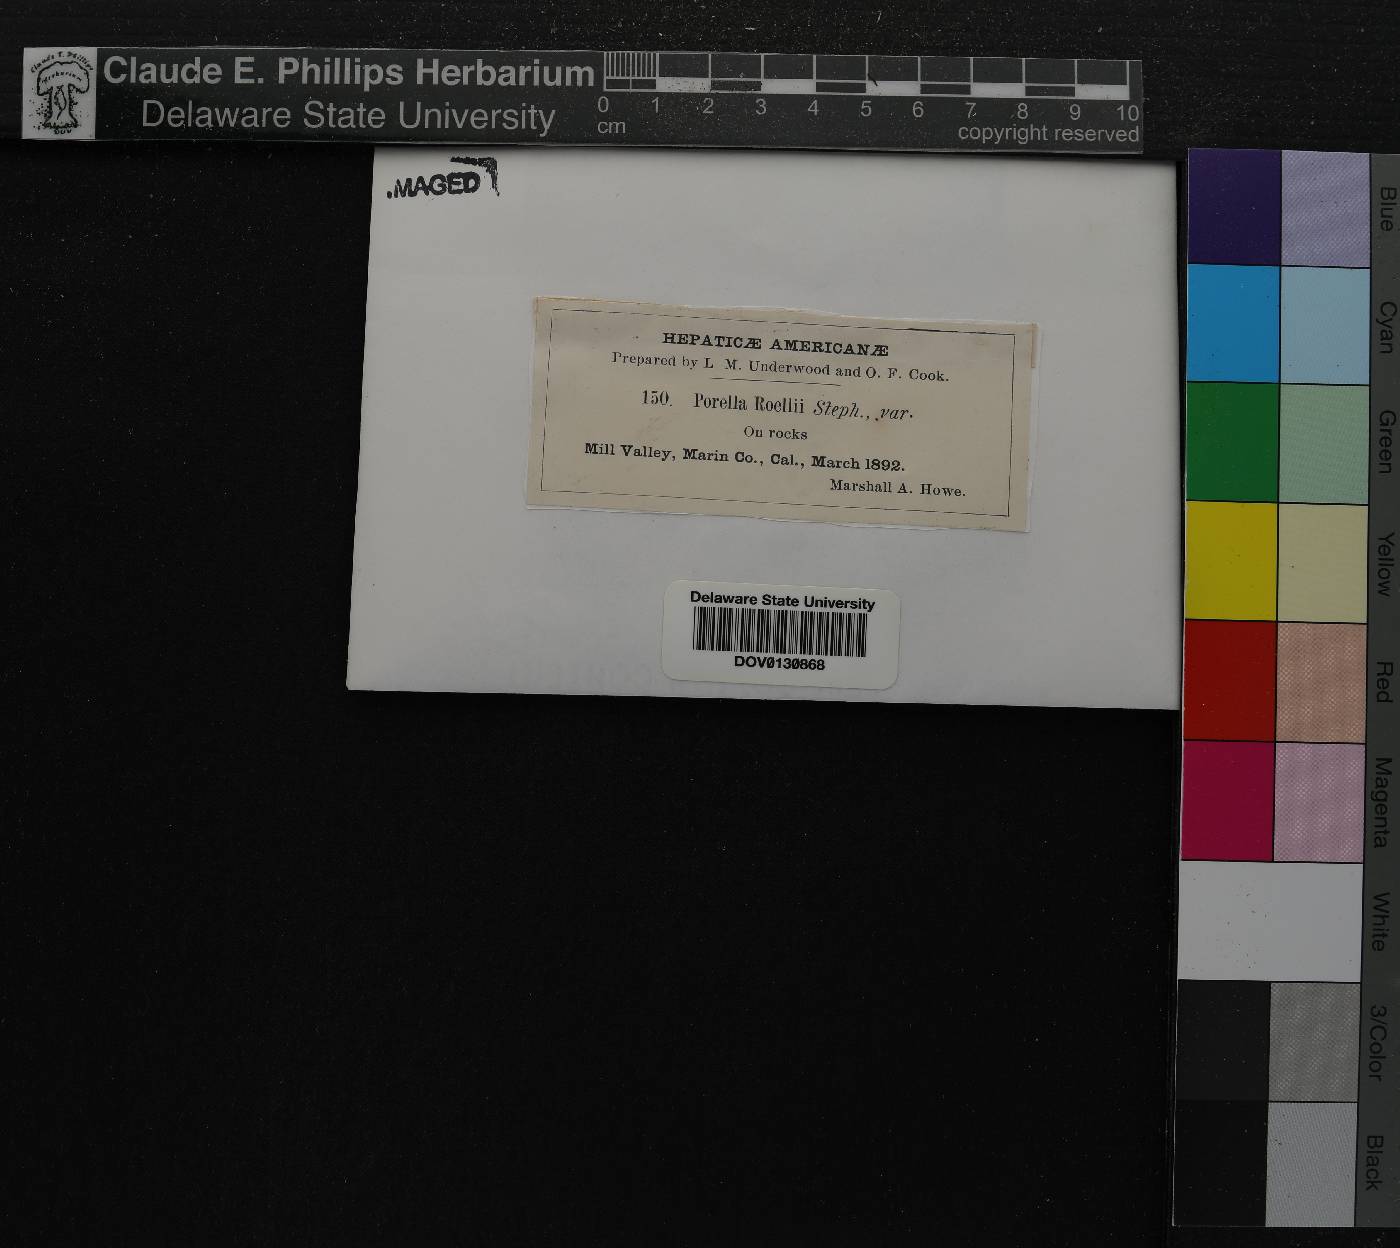 Claude E. Phillips Herbarium
Delaware State University
0 1 2 3 4 5 6 7 8 9 10
cm
copyright reserved
.MAGED
HEPATICÆ AMERICANÆ
Prepared by L M. Underwood and O. F. Cook.
150. Porella Roellii Steph., var.
On rocks
Mill Valley, Marin Co., Cal., March 1892.
Marshall A. Howe.
Delaware State University
DOV0130868
Blue
Cyan
Green
Yellow
Red
Magenta
White
3/Color
Black